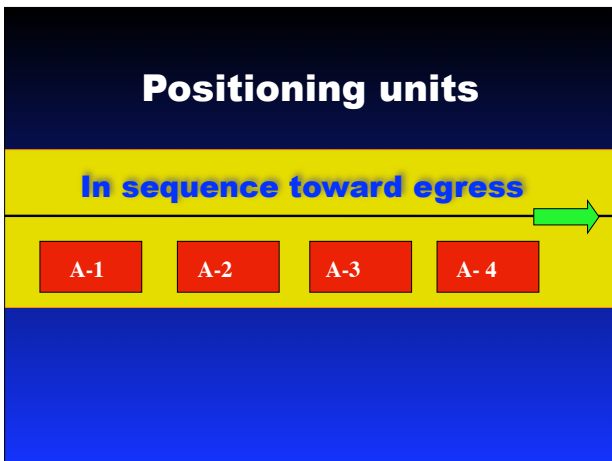 Positioning units
In sequence toward egress
A-1 A-2 A-3 A- 4